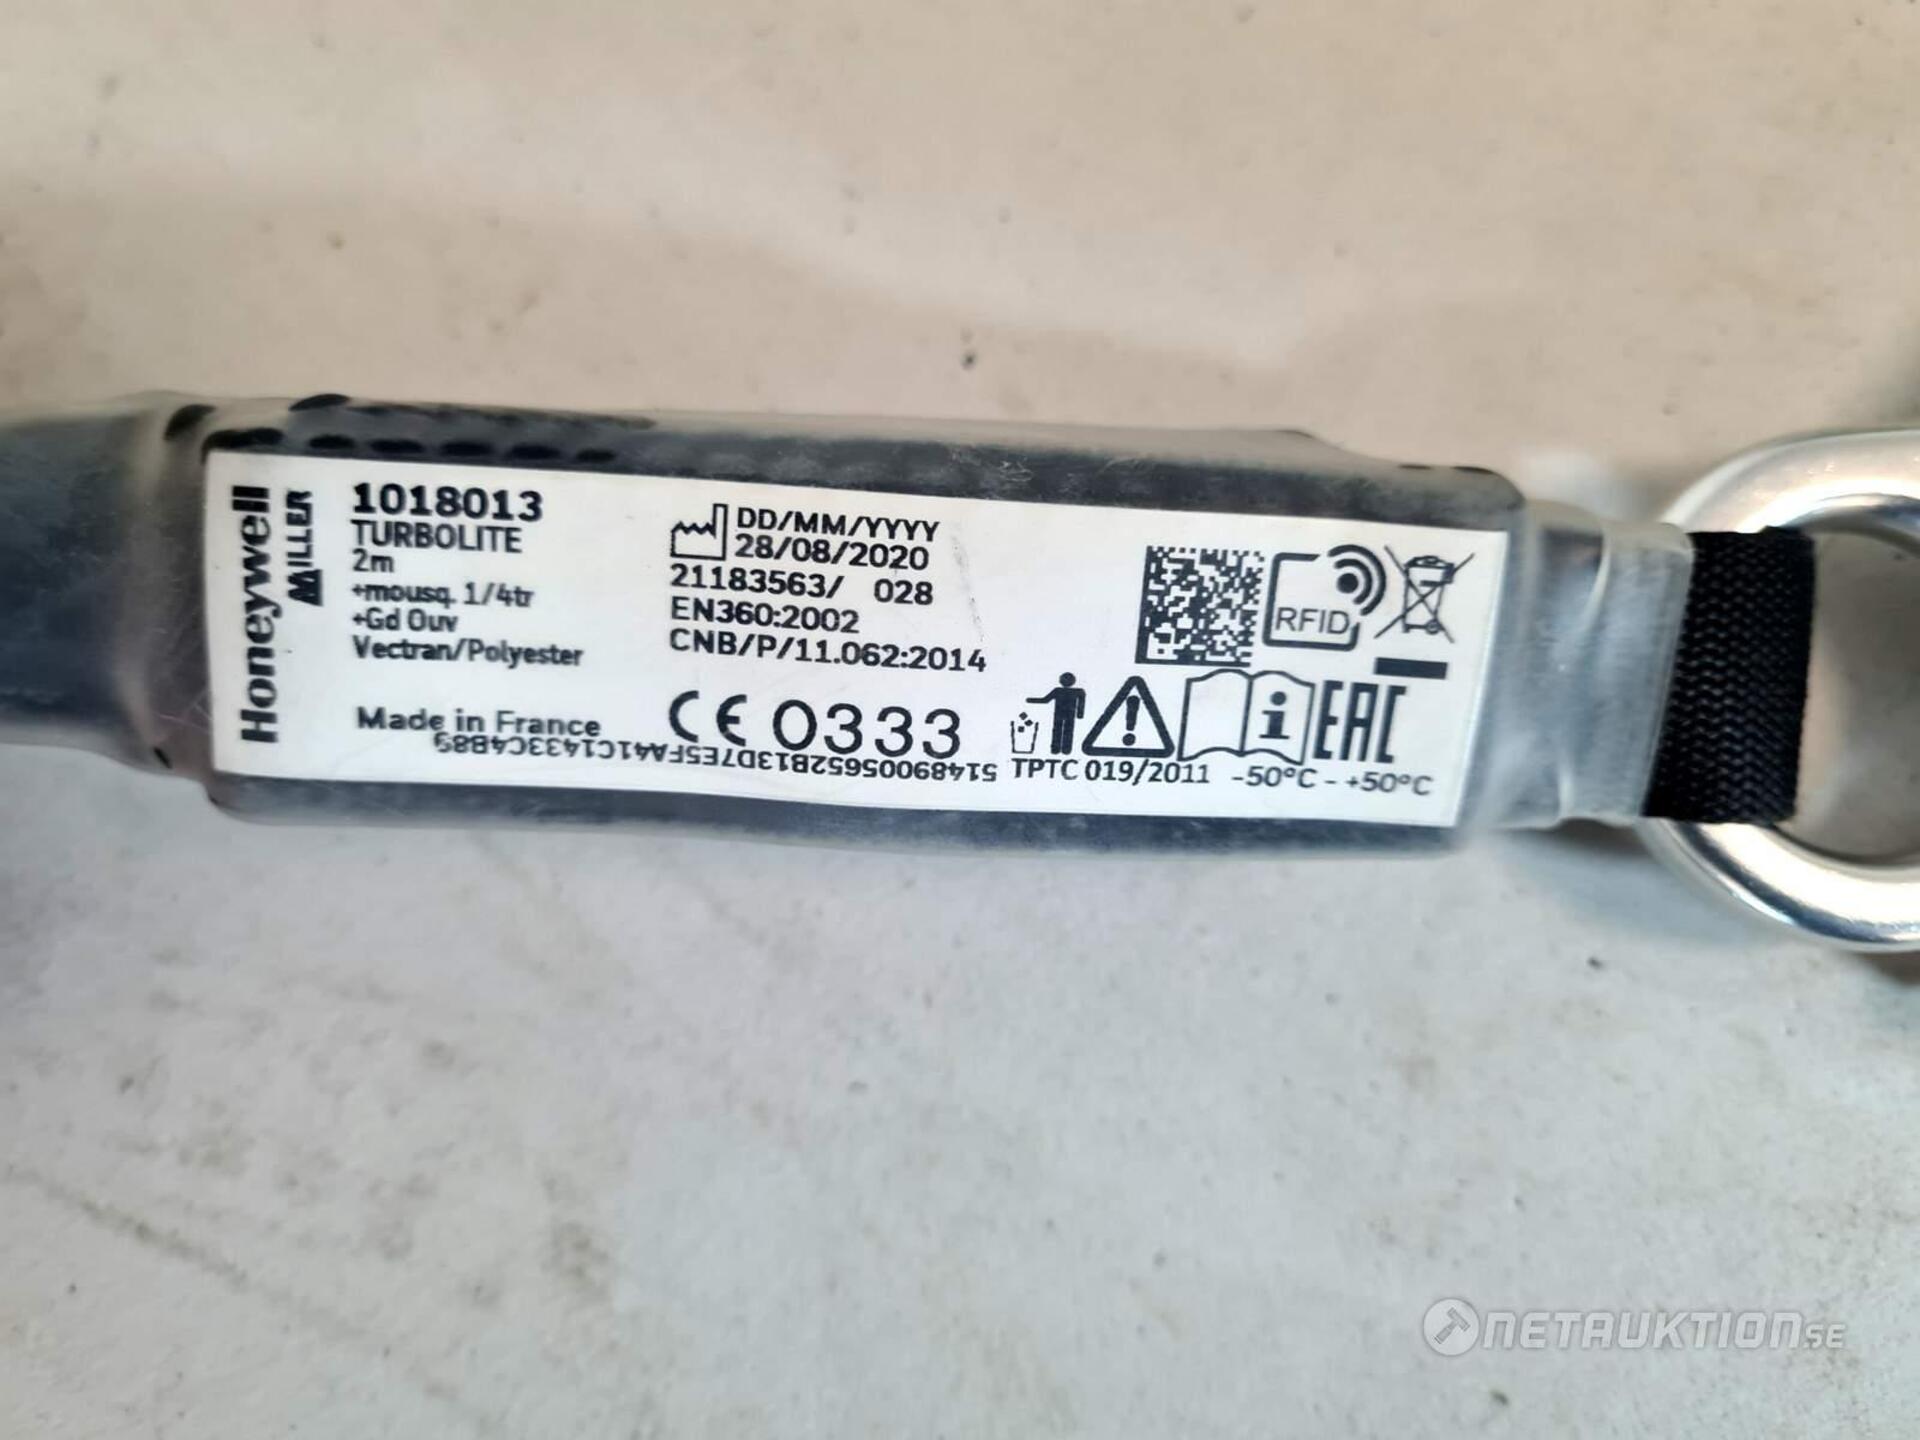 Honeywell
MILLER
1018013
TURBOLITE
2m
+mousq. 1/4tr
+Gd Ouv
Vectran/Polyester
Made in France
DD/MM/YYYY
28/08/2020
21183563/ 028
EN360:2002
CNB/P/11.062:2014
CE 0333
51489005652B13D7E5FA41C1433C4B89
RFID
EAC
TPTC 019/2011 -50°C - +50°C
NETAUKTION.SE